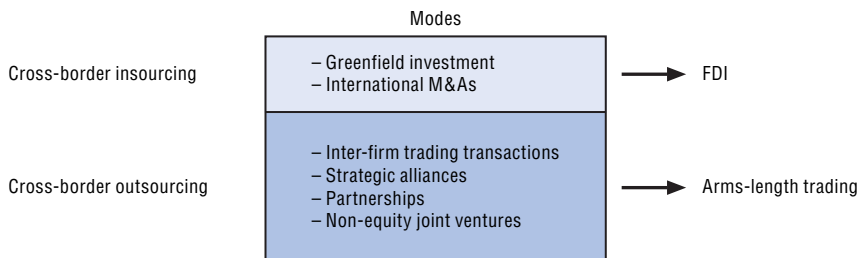 Modes
Cross-border insourcing
– Greenfield investment
– International M&As
FDI
Cross-border outsourcing
– Inter-firm trading transactions
– Strategic alliances
– Partnerships
– Non-equity joint ventures
Arms-length trading